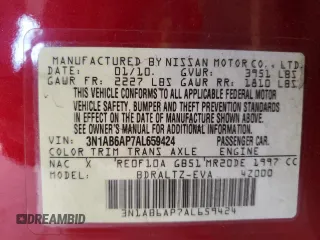 MANUFACTURED BY NISSAN MOTOR CO., LTD.
DATE: 01/10. GVWR: 3951 LBS
GAWR FR: 2227 LBS GAWR RR: 1810 LBS
THIS VEHICLE CONFORMS TO ALL APPLICABLE FEDERAL MOTOR
VEHICLE SAFETY, BUMPER AND THEFT PREVENTION STANDARDS
IN EFFECT ON THE DATE OF MANUFACTURE SHOWN ABOVE.
SEE OWNER'S MANUAL FOR ADDITIONAL INFORMATION.
VIN: 3N1AB6AP7AL659424 PASSENGER CAR.
COLOR TRIM TRANS AXLE ENGINE
NAC X RE0F10A GB51 MR20DE 1997 CC
MODEL: BDRALTZ-EVA 4Z000
3N1AB6AP7AL659424
DREAMBID